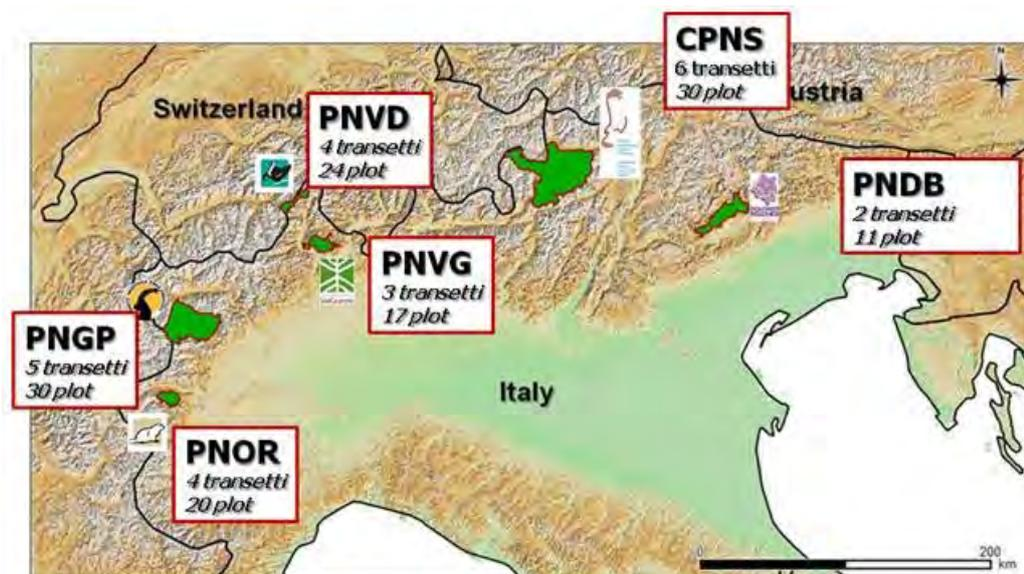 CPNS
6 transetti
30 plot
N
Switzerland
ustria
PNVD
4 transetti
24 plot
PNDB
2 transetti
11 plot
PNVG
3 transetti
17 plot
PNGP
5 transetti
30 plot
Italy
PNOR
4 transetti
20 plot
0
200
km